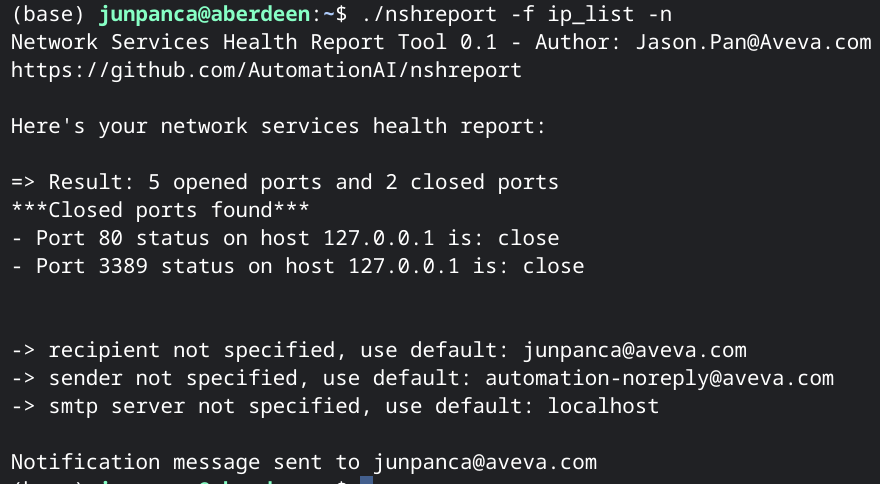 (base) junpanca@aberdeen:~$ ./nshreport -f ip_list -n
Network Services Health Report Tool 0.1 - Author: Jason.Pan@Aveva.com
https://github.com/AutomationAI/nshreport
Here's your network services health report:
=> Result: 5 opened ports and 2 closed ports
***Closed ports found***
- Port 80 status on host 127.0.0.1 is: close
- Port 3389 status on host 127.0.0.1 is: close
-> recipient not specified, use default: junpanca@aveva.com
-> sender not specified, use default: automation-noreply@aveva.com
-> smtp server not specified, use default: localhost
Notification message sent to junpanca@aveva.com